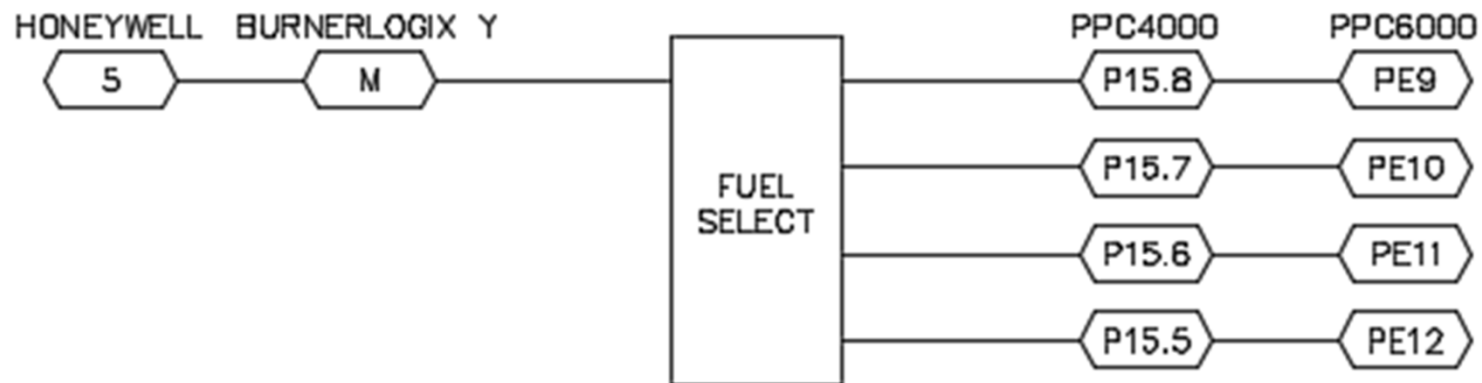 HONEYWELL BURNERLOGIX Y PPC4000 PPC6000
5 M P15.8 PE9
P15.7 PE10
FUEL
SELECT
P15.6 PE11
P15.5 PE12